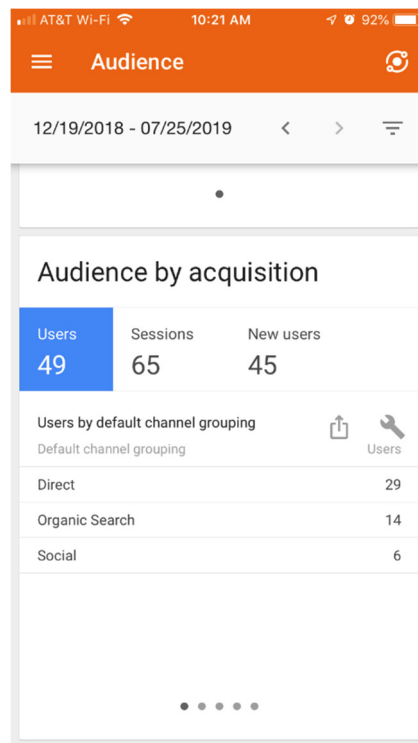 AT&T Wi-Fi 10:21 AM 92%
Audience
12/19/2018 - 07/25/2019
Audience by acquisition
Users Sessions New users
49 65 45
Users by default channel grouping
Default channel grouping Users
Direct 29
Organic Search 14
Social 6